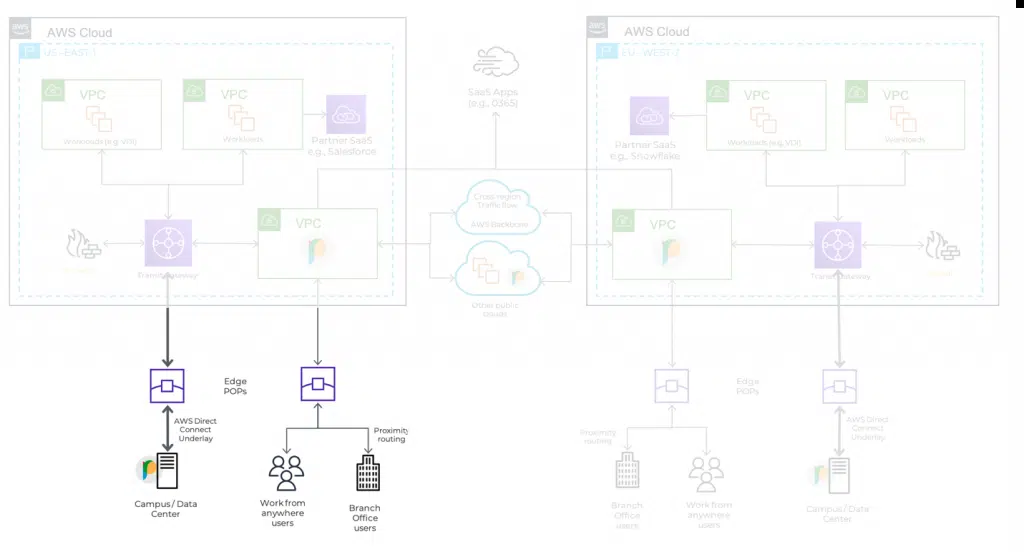 AWS Cloud
US-EAST-1
VPC
Workloads (e.g. VDI)
VPC
Workloads
Partner SaaS
e.g., Salesforce
VPC
SaaS Apps
(e.g., O365)
Cross-region
Traffic flow
AWS Backbone
Other public
clouds
AWS Cloud
EU-WEST-2
Partner SaaS
e.g., Snowflake
VPC
Workloads (e.g. VDI)
VPC
Workloads
VPC
Transit Gateway
Edge
POPs
AWS Direct
Connect
Underlay
Proximity
routing
Campus / Data
Center
Work from
anywhere
users
Branch
Office
users
Edge
POPs
Proximity
routing
AWS Direct
Connect
Underlay
Branch
Office
users
Work from
anywhere
users
Campus / Data
Center